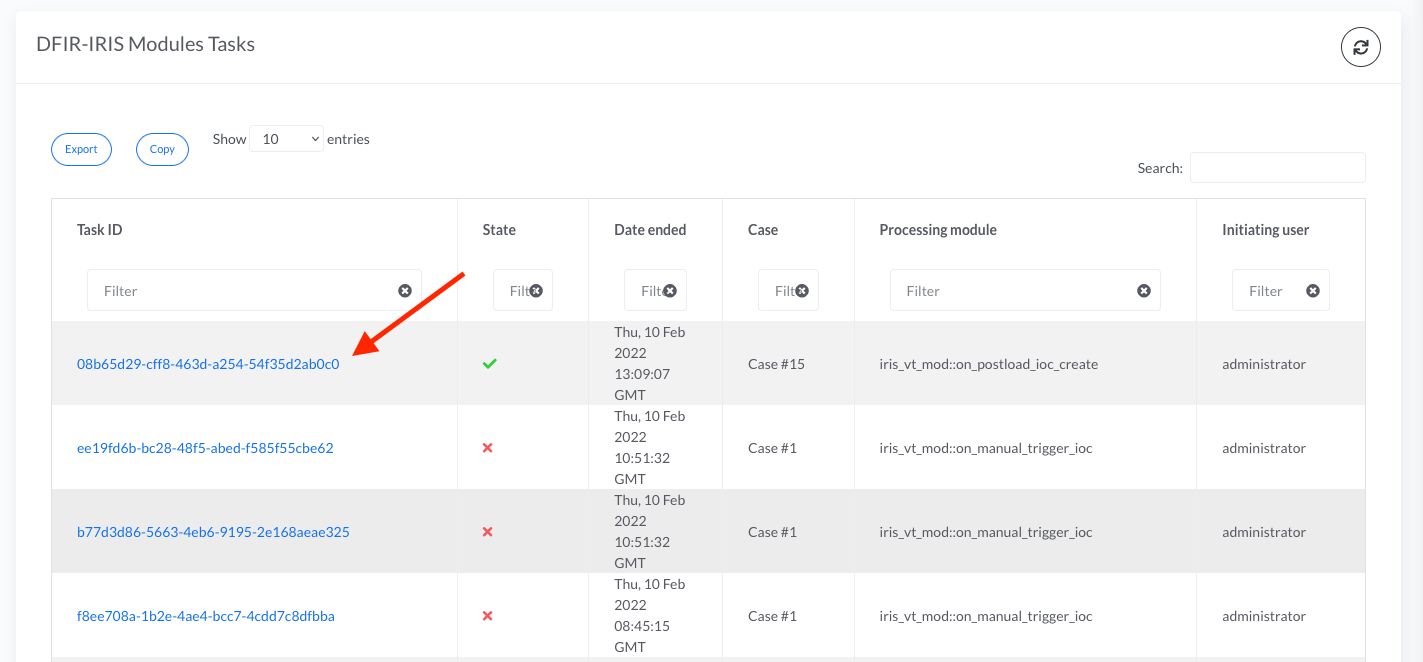 DFIR-IRIS Modules Tasks
Export
Copy
Show 10 entries
Search:
Task ID State Date ended Case Processing module Initiating user
Filter Filt Filt Filt Filter Filter
08b65d29-cff8-463d-a254-54f35d2ab0c0 Thu, 10 Feb 2022 13:09:07 GMT Case #15 iris_vt_mod::on_postload_ioc_create administrator
ee19fd6b-bc28-48f5-abed-f585f55cbe62 Thu, 10 Feb 2022 10:51:32 GMT Case #1 iris_vt_mod::on_manual_trigger_ioc administrator
b77d3d86-5663-4eb6-9195-2e168aeae325 Thu, 10 Feb 2022 10:51:32 GMT Case #1 iris_vt_mod::on_manual_trigger_ioc administrator
f8ee708a-1b2e-4ae4-bcc7-4cdd7c8dfbba Thu, 10 Feb 2022 08:45:15 GMT Case #1 iris_vt_mod::on_manual_trigger_ioc administrator